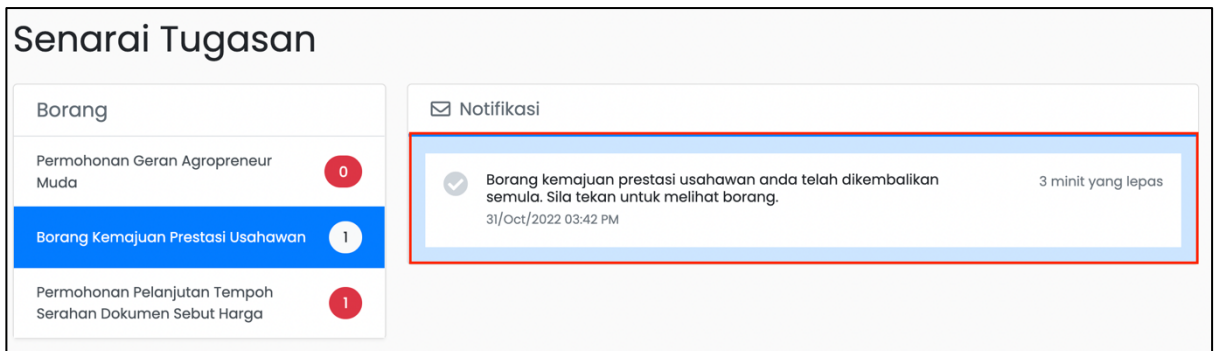 Senarai Tugasan
Borang
Permohonan Geran Agropreneur
Muda
0
Borang Kemajuan Prestasi Usahawan
1
Permohonan Pelanjutan Tempoh
Serahan Dokumen Sebut Harga
1
Notifikasi
Borang kemajuan prestasi usahawan anda telah dikembalikan
semula. Sila tekan untuk melihat borang.
31/Oct/2022 03:42 PM
3 minit yang lepas